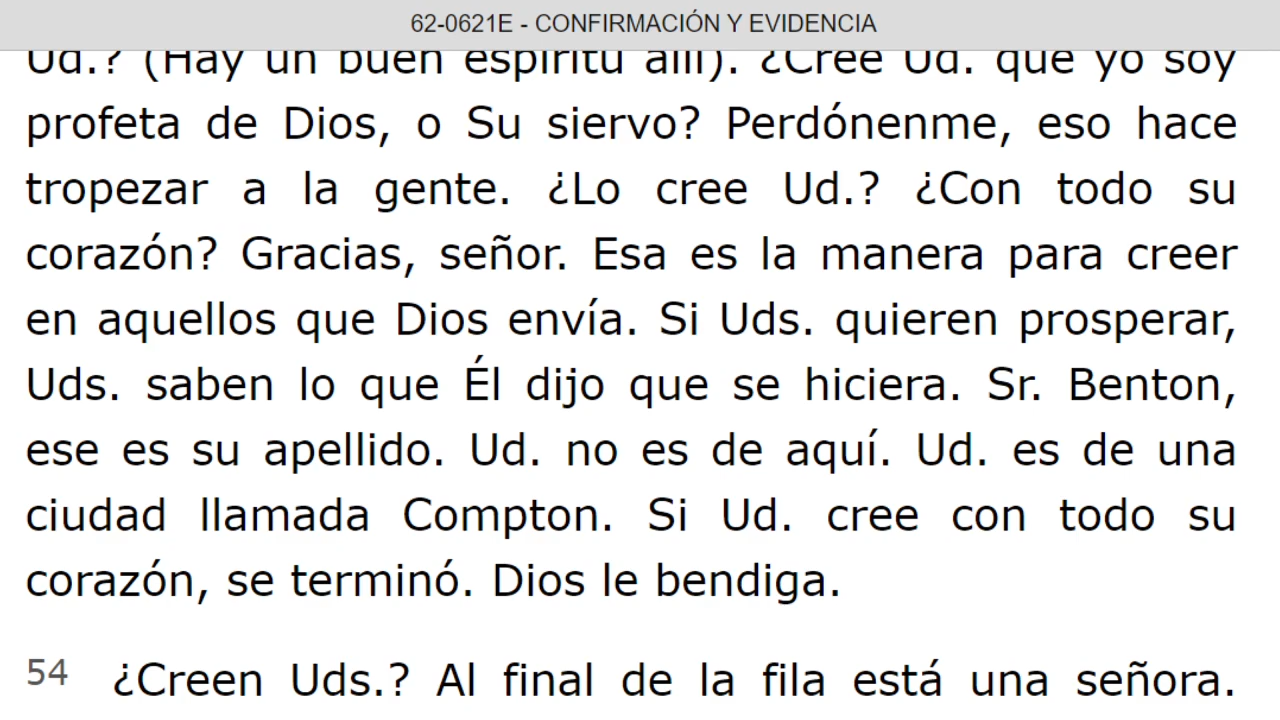 62-0621E - CONFIRMACIÓN Y EVIDENCIA
Ud.? (Hay un buen espíritu allí). ¿Cree Ud. que yo soy
profeta de Dios, o Su siervo? Perdónenme, eso hace
tropezar a la gente. ¿Lo cree Ud.? ¿Con todo su
corazón? Gracias, señor. Esa es la manera para creer
en aquellos que Dios envía. Si Uds. quieren prosperar,
Uds. saben lo que Él dijo que se hiciera. Sr. Benton,
ese es su apellido. Ud. no es de aquí. Ud. es de una
ciudad llamada Compton. Si Ud. cree con todo su
corazón, se terminó. Dios le bendiga.
54 ¿Creen Uds.? Al final de la fila está una señora.